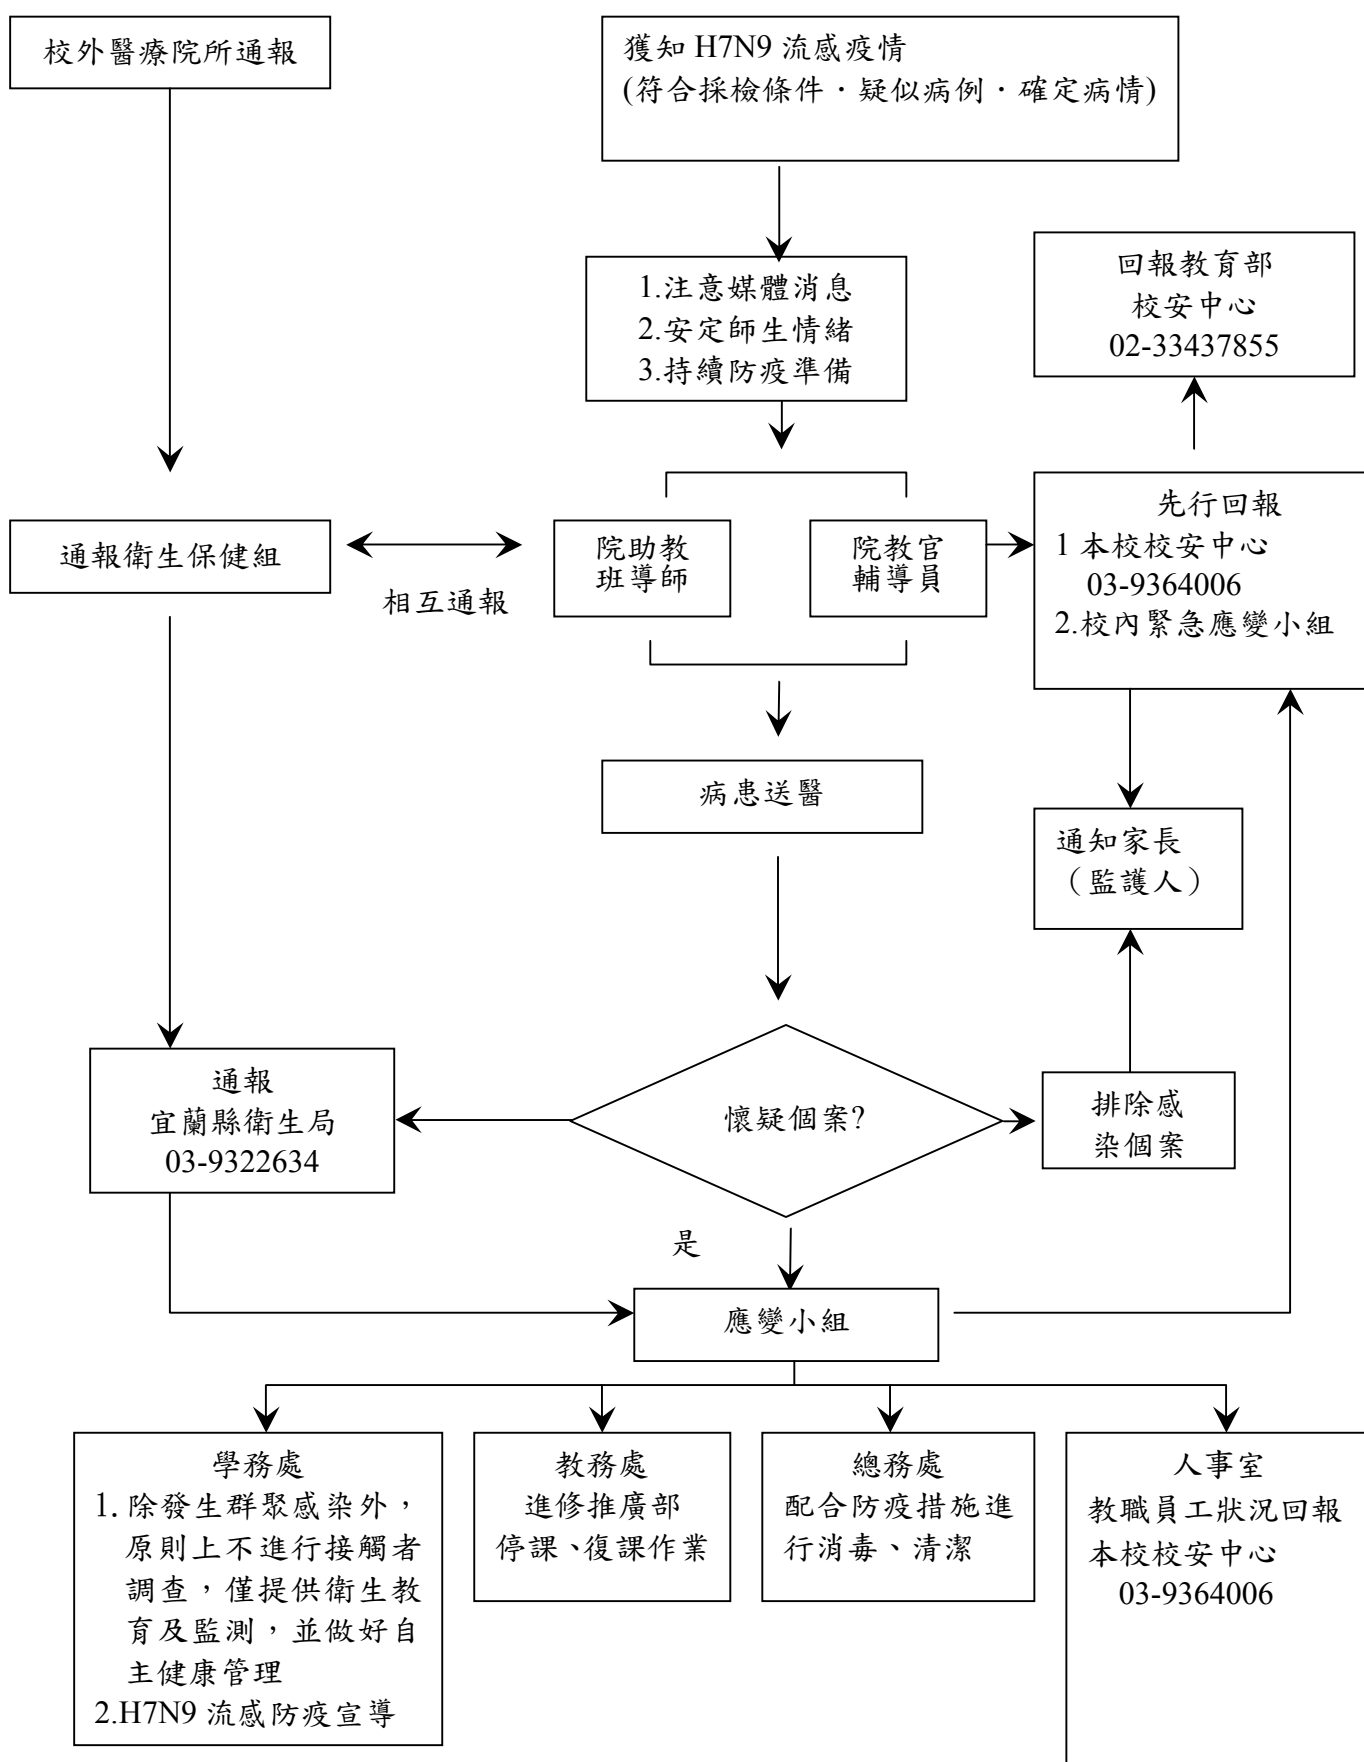 校外醫療院所通報
獲知 H7N9 流感疫情
(符合採檢條件．疑似病例．確定病情)
1.注意媒體消息
2.安定師生情緒
3.持續防疫準備
回報教育部
校安中心
02-33437855
通報衛生保健組
相互通報
院助教
班導師
院教官
輔導員
先行回報
1 本校校安中心
03-9364006
2.校內緊急應變小組
病患送醫
通知家長
（監護人）
通報
宜蘭縣衛生局
03-9322634
懷疑個案?
排除感
染個案
是
應變小組
學務處
1. 除發生群聚感染外，
原則上不進行接觸者
調查，僅提供衛生教
育及監測，並做好自
主健康管理
2.H7N9 流感防疫宣導
教務處
進修推廣部
停課、復課作業
總務處
配合防疫措施進
行消毒、清潔
人事室
教職員工狀況回報
本校校安中心
03-9364006